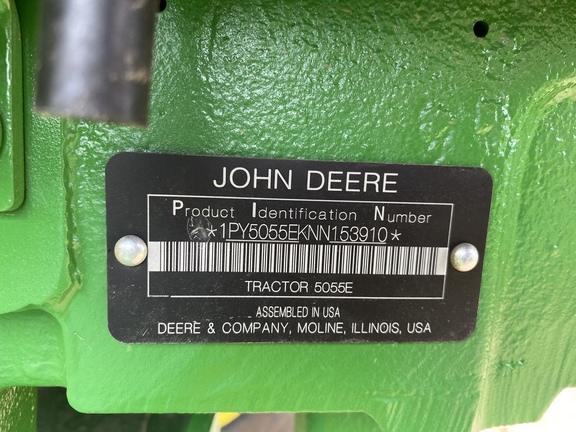 JOHN DEERE
Product Identification Number
*1PY5055EKNN153910*
TRACTOR 5055E
ASSEMBLED IN USA
DEERE & COMPANY, MOLINE, ILLINOIS, USA